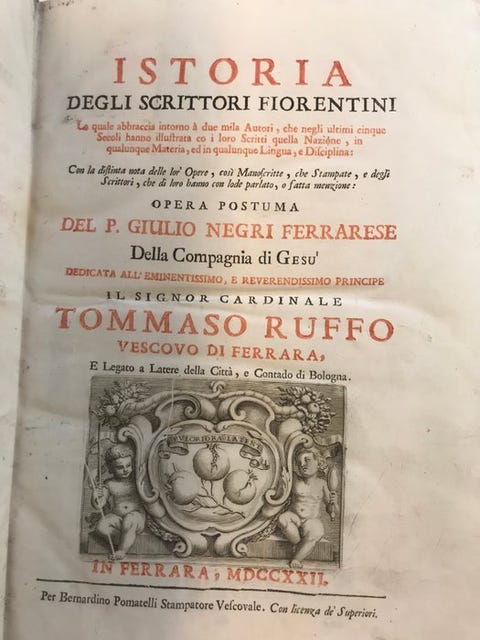 ISTORIA
DEGLI SCRITTORI FIORENTINI
La quale abbraccia intorno à due mila Autori, che negli ultimi cinque
Secoli hanno illustrata co i loro Scritti quella Nazione, in
qualunque Materia, ed in qualunque Lingua, e Disciplina:
Con la distinta nota delle lor' Opere, così Manoscritte, che Stampate, e degli
Scrittori, che di loro hanno con lode parlato, o fatta menzione:
OPERA POSTUMA
DEL P. GIULIO NEGRI FERRARESE
Della Compagnia di GESU'
DEDICATA ALL' EMINENTISSIMO, E REVERENDISSIMO PRINCIPE
IL SIGNOR CARDINALE
TOMMASO RUFFO
VESCOVO DI FERRARA,
E Legato a Latere della Città, e Contado di Bologna.
IN FERRARA, MDCCXXII.
Per Bernardino Pomatelli Stampatore Vescovale. Con licenza de' Superiori.